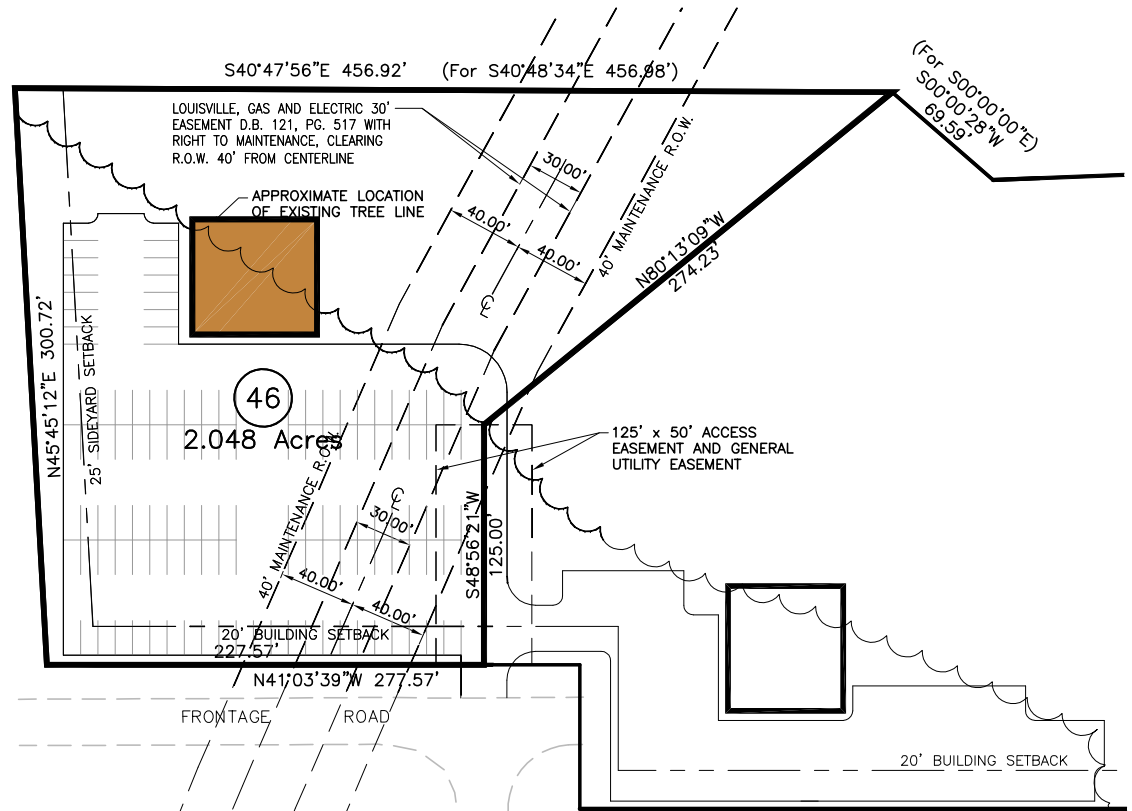 S40°47'56"E 456.92' (For S40°48'34"E 456.98')
(For S00°00'00"E)
S00°00'28"W
69.59'
LOUISVILLE, GAS AND ELECTRIC 30'
EASEMENT D.B. 121, PG. 517 WITH
RIGHT TO MAINTENANCE, CLEARING
R.O.W. 40' FROM CENTERLINE
APPROXIMATE LOCATION
OF EXISTING TREE LINE
30.00'
40.00'
40.00'
40' MAINTENANCE R.O.W.
CL
N80°13'09"W
274.23'
N45°45'12"E 300.72'
25' SIDEYARD SETBACK
46
2.048 Acres
40' MAINTENANCE R.O.W.
CL
30.00'
40.00'
40.00'
S48°56'21"W
125.00'
125' x 50' ACCESS
EASEMENT AND GENERAL
UTILITY EASEMENT
20' BUILDING SETBACK
227.57'
N41°03'39"W 277.57'
FRONTAGE ROAD
20' BUILDING SETBACK